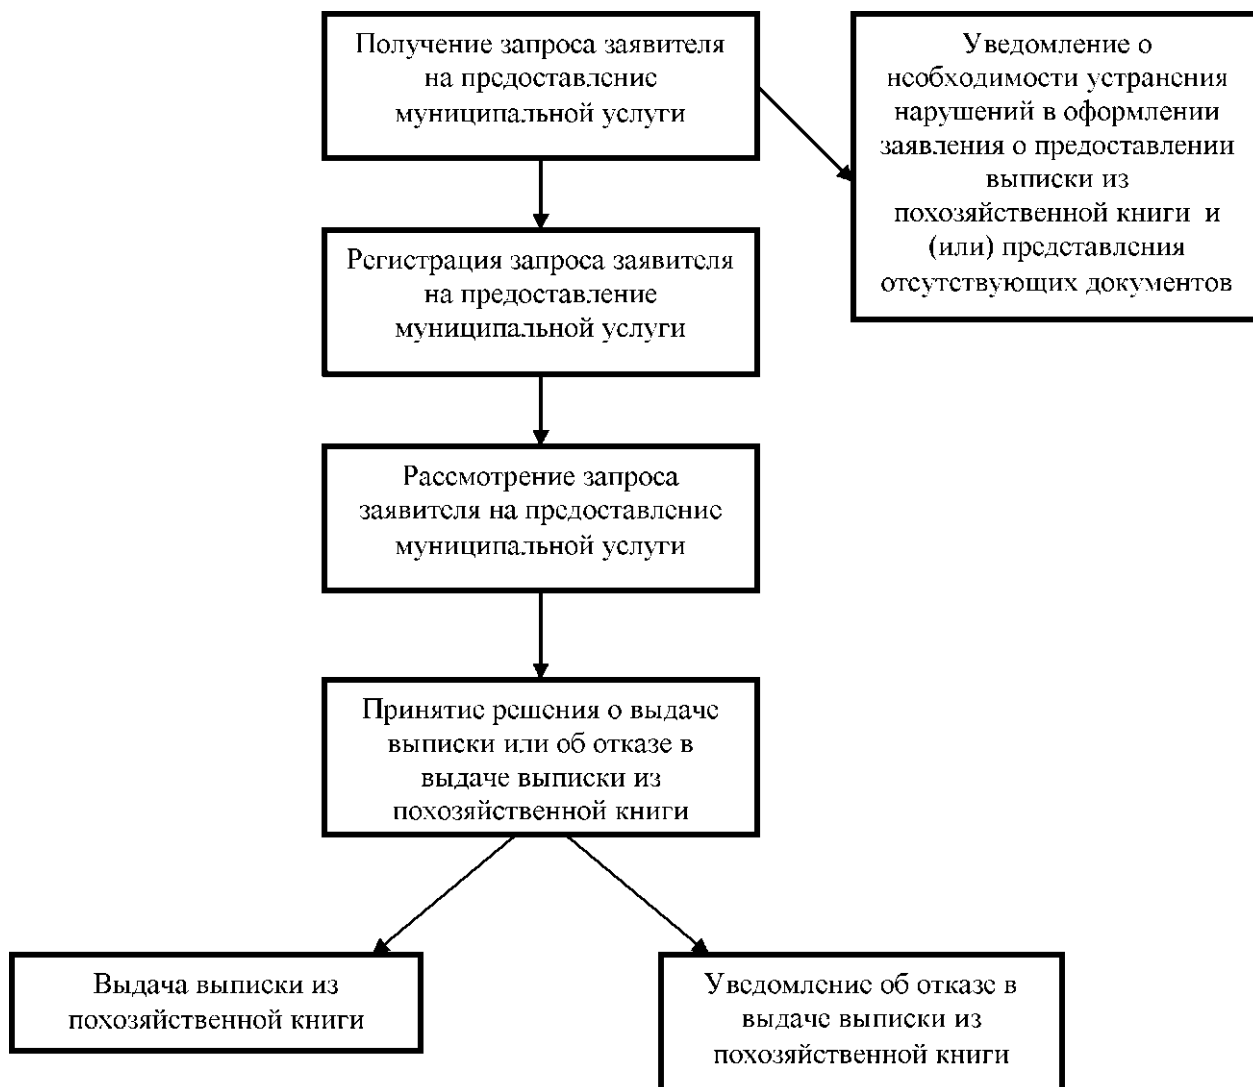 Получение запроса заявителя
на предоставление
муниципальной услуги
Уведомление о
необходимости устранения
нарушений в оформлении
заявления о предоставлении
выписки из
похозяйственной книги и
(или) представления
отсутствующих документов
Регистрация запроса заявителя
на предоставление
муниципальной услуги
Рассмотрение запроса
заявителя на предоставление
муниципальной услуги
Принятие решения о выдаче
выписки или об отказе в
выдаче выписки из
похозяйственной книги
Выдача выписки из
похозяйственной книги
Уведомление об отказе в
выдаче выписки из
похозяйственной книги